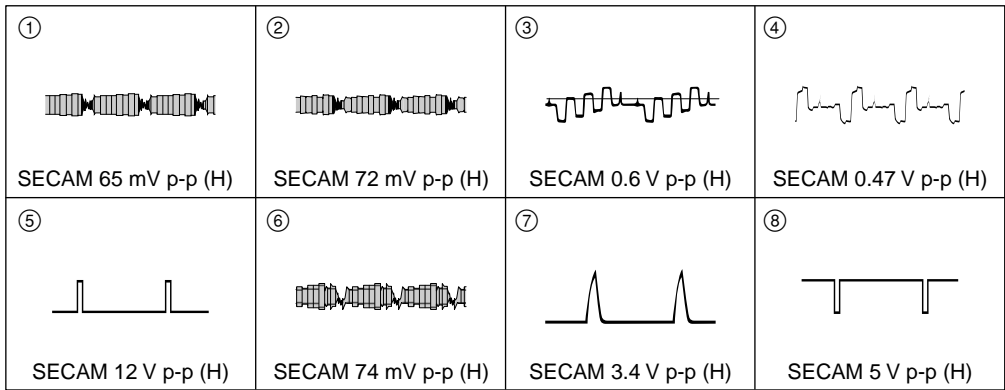 ①
②
③
④
SECAM 65 mV p-p (H)
SECAM 72 mV p-p (H)
SECAM 0.6 V p-p (H)
SECAM 0.47 V p-p (H)
⑤
⑥
⑦
⑧
SECAM 12 V p-p (H)
SECAM 74 mV p-p (H)
SECAM 3.4 V p-p (H)
SECAM 5 V p-p (H)